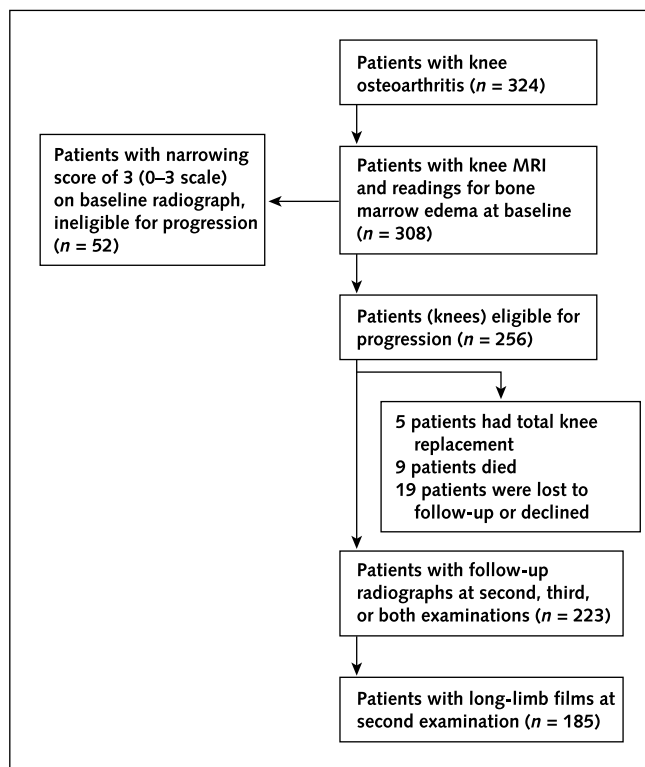 Patients with knee
osteoarthritis (n = 324)
Patients with narrowing
score of 3 (0–3 scale)
on baseline radiograph,
ineligible for progression
(n = 52)
Patients with knee MRI
and readings for bone
marrow edema at baseline
(n = 308)
Patients (knees) eligible for
progression (n = 256)
5 patients had total knee
replacement
9 patients died
19 patients were lost to
follow-up or declined
Patients with follow-up
radiographs at second, third,
or both examinations (n = 223)
Patients with long-limb films at
second examination (n = 185)